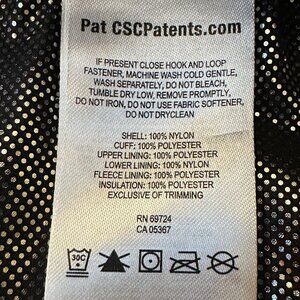 Pat CSCPatents.com
IF PRESENT CLOSE HOOK AND LOOP
FASTENER, MACHINE WASH COLD GENTLE,
WASH SEPARATELY, DO NOT BLEACH,
TUMBLE DRY LOW, REMOVE PROMPTLY,
DO NOT IRON, DO NOT USE FABRIC SOFTENER,
DO NOT DRYCLEAN
SHELL: 100% NYLON
CUFF: 100% POLYESTER
UPPER LINING: 100% POLYESTER
LOWER LINING: 100% NYLON
FLEECE LINING: 100% POLYESTER
INSULATION: 100% POLYESTER
EXCLUSIVE OF TRIMMING
RN 69724
CA 05367
30C